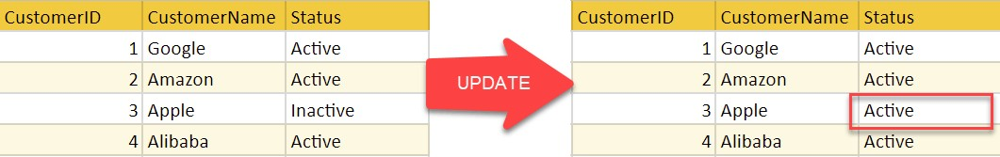 CustomerID CustomerName Status
1 Google Active
2 Amazon Active
3 Apple Inactive
4 Alibaba Active
UPDATE
CustomerID CustomerName Status
1 Google Active
2 Amazon Active
3 Apple Active
4 Alibaba Active